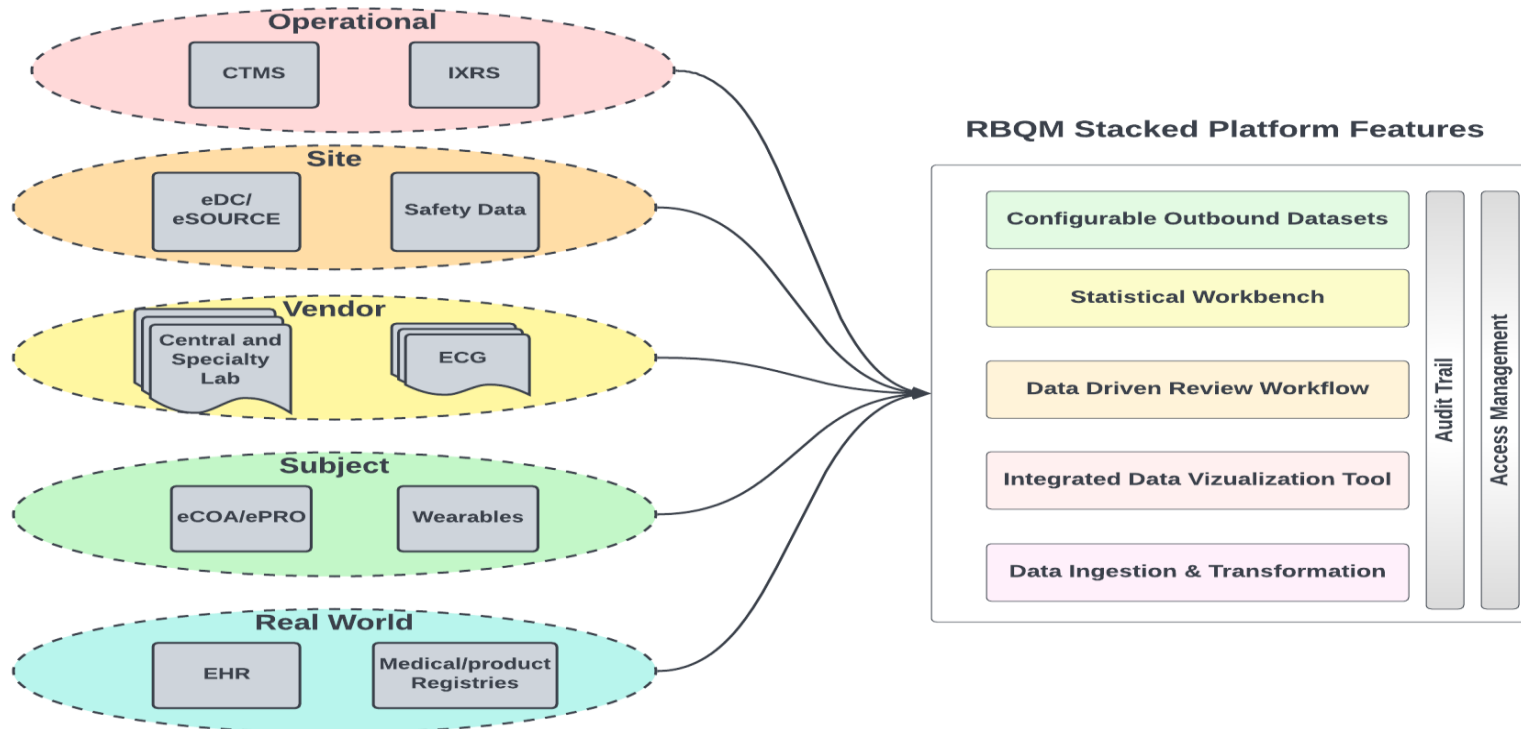 Operational
CTMS
IXRS
Site
eDC/
eSOURCE
Safety Data
Vendor
Central and
Specialty
Lab
ECG
Subject
eCOA/ePRO
Wearables
Real World
EHR
Medical/product
Registries
RBQM Stacked Platform Features
Configurable Outbound Datasets
Statistical Workbench
Data Driven Review Workflow
Integrated Data Vizualization Tool
Data Ingestion & Transformation
Audit Trail
Access Management